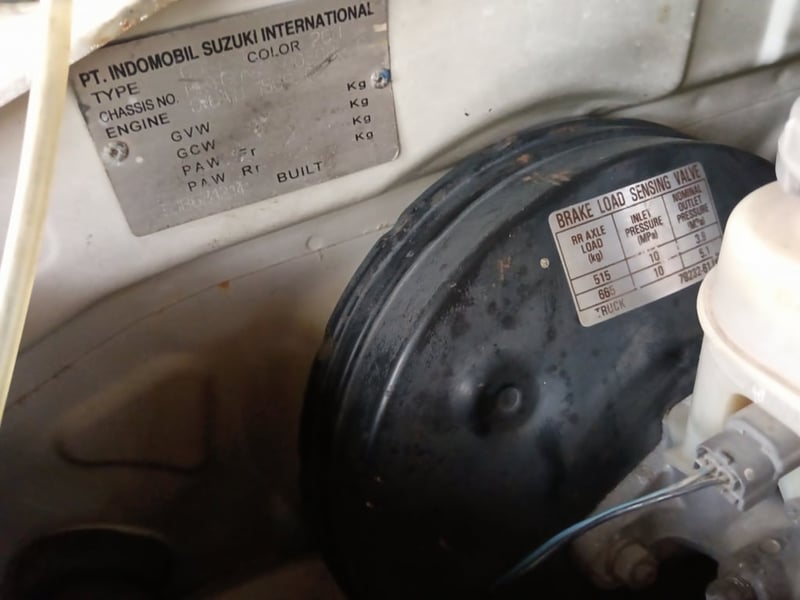 PT. INDOMOBIL SUZUKI INTERNATIONAL
COLOR
TYPE
CHASSIS NO.
ENGINE
GVW Kg
GCW Kg
PAW Fr Kg
PAW Rr Kg
BUILT
BRAKE LOAD SENSING VALVE
RR AXLE LOAD (kg) INLET PRESSURE (MPa) NOMINAL OUTLET PRESSURE (MPa)
515 10 3.8
665 10 5.1
TRUCK